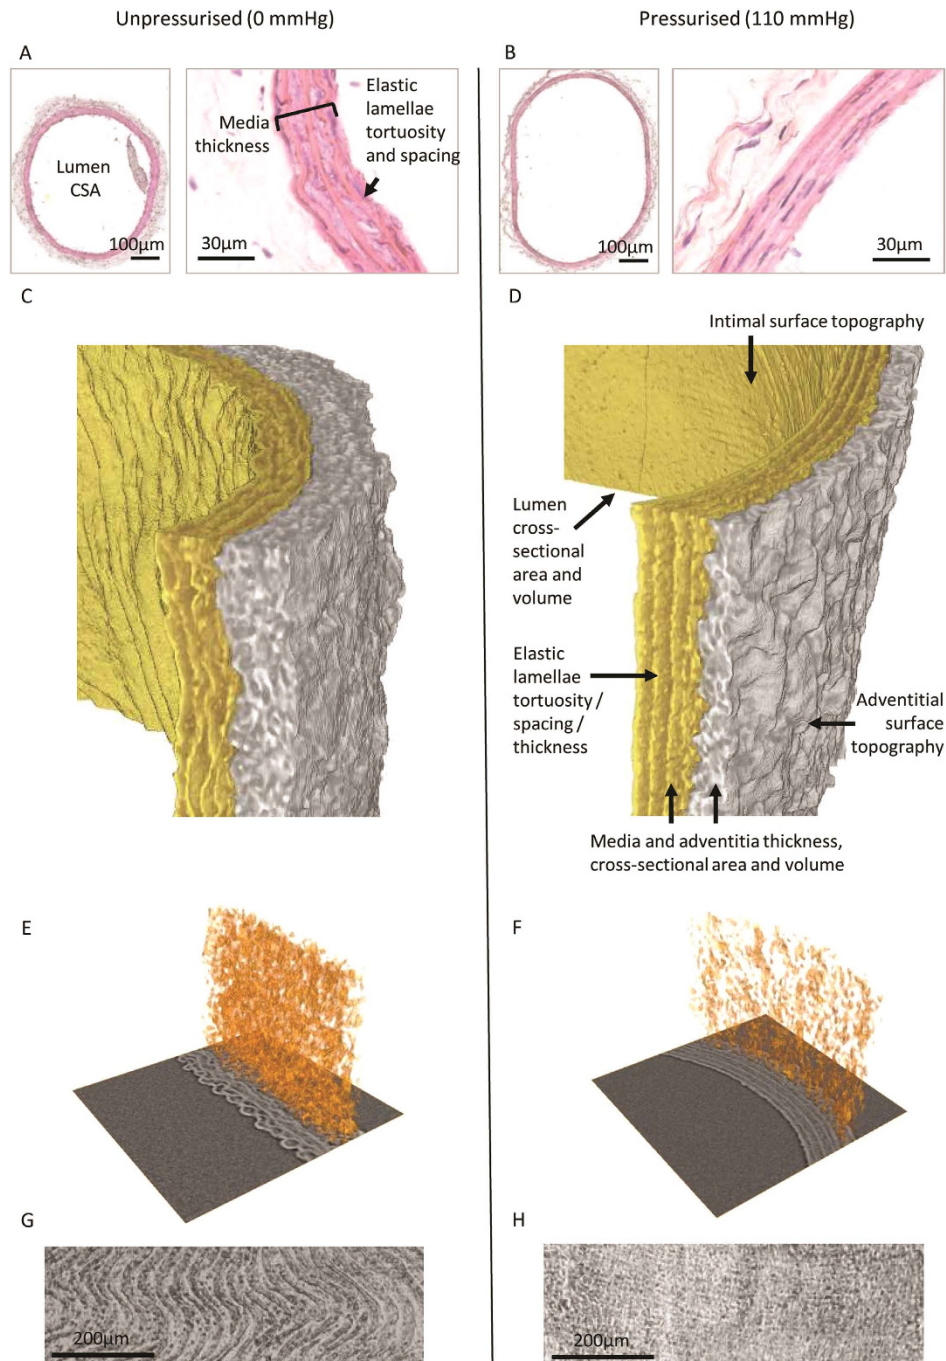 Unpressurised (0 mmHg)
Pressurised (110 mmHg)
A
B
Lumen
CSA
100µm
Media
thickness
Elastic
lamellae
tortuosity
and spacing
30µm
100µm
30µm
C
D
Intimal surface topography
Lumen
cross-
sectional
area and
volume
Elastic
lamellae
tortuosity /
spacing /
thickness
Adventitial
surface
topography
Media and adventitia thickness,
cross-sectional area and volume
E
F
G
H
200µm
200µm